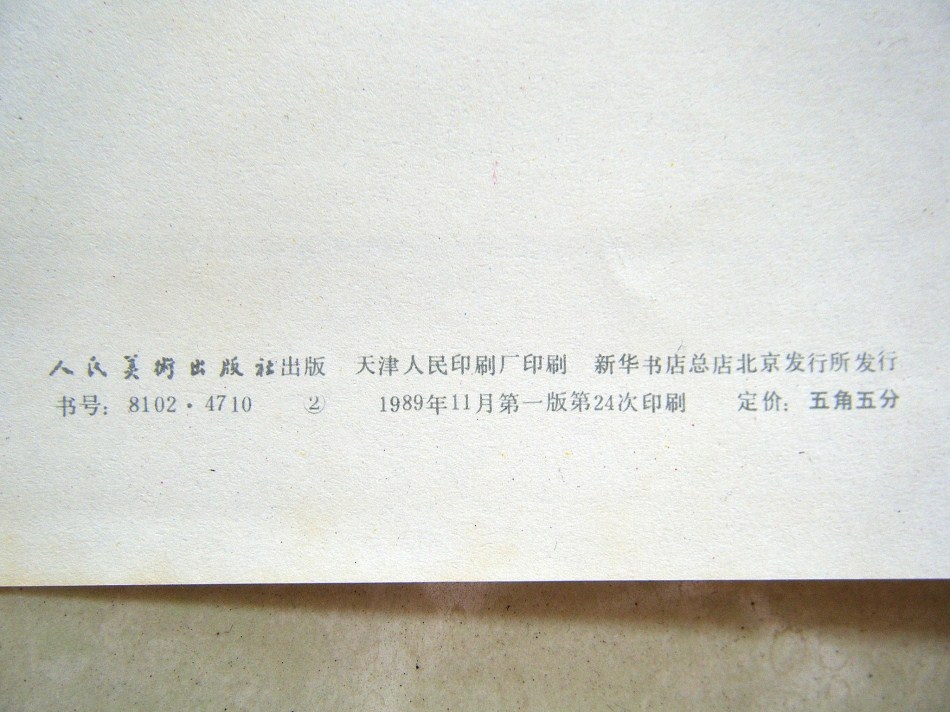 人民美術出版社出版 天津人民印刷厂印刷 新华书店总店北京发行所发行
书号：8102·4710 ② 1989年11月第一版第24次印刷 定价：五角五分